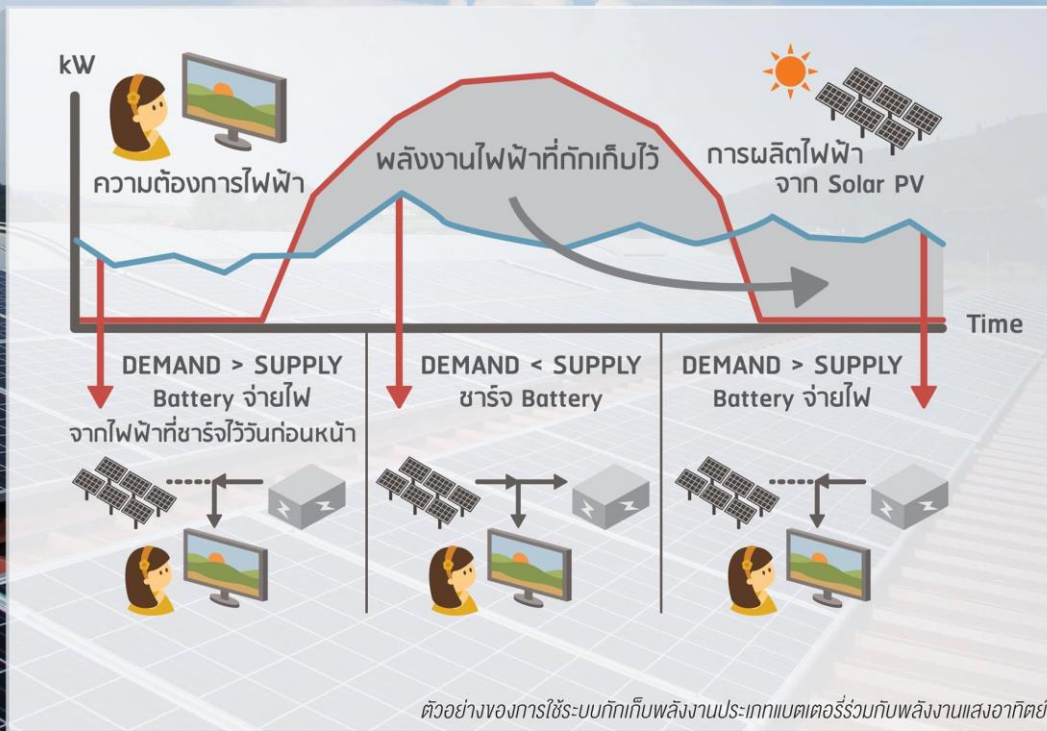 kW
ความต้องการไฟฟ้า
พลังงานไฟฟ้าที่กักเก็บไว้
การผลิตไฟฟ้า
จาก Solar PV
Time
DEMAND > SUPPLY
Battery จ่ายไฟ
จากไฟฟ้าที่ชาร์จไว้วันก่อนหน้า
DEMAND < SUPPLY
ชาร์จ Battery
DEMAND > SUPPLY
Battery จ่ายไฟ
ตัวอย่างของการใช้ระบบกักเก็บพลังงานประเภทแบตเตอรี่ร่วมกับพลังงานแสงอาทิตย์